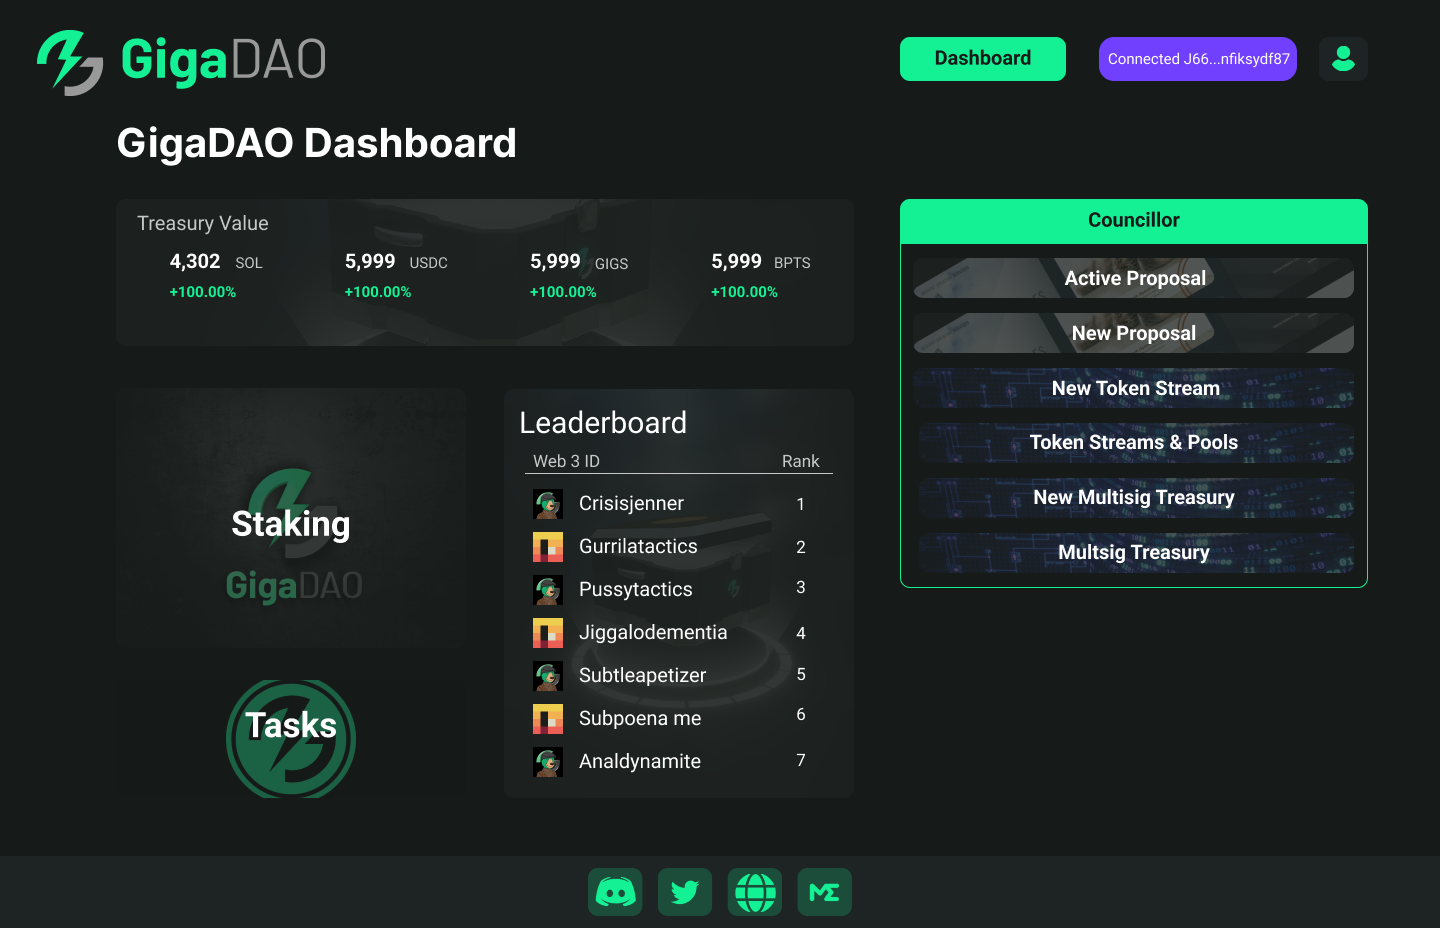 GigaDAO
Dashboard
Connected J66...nfiksydf87
GigaDAO Dashboard
Treasury Value
4,302 SOL
+100.00%
5,999 USDC
+100.00%
5,999 GIGS
+100.00%
5,999 BPTS
+100.00%
Councillor
Active Proposal
New Proposal
New Token Stream
Token Streams & Pools
New Multisig Treasury
Multsig Treasury
Staking
GigaDAO
Tasks
Leaderboard
Web 3 ID Rank
Crisisjenner 1
Gurrilatactics 2
Pussytactics 3
Jiggalodementia 4
Subtleapetizer 5
Subpoena me 6
Analdynamite 7
ME